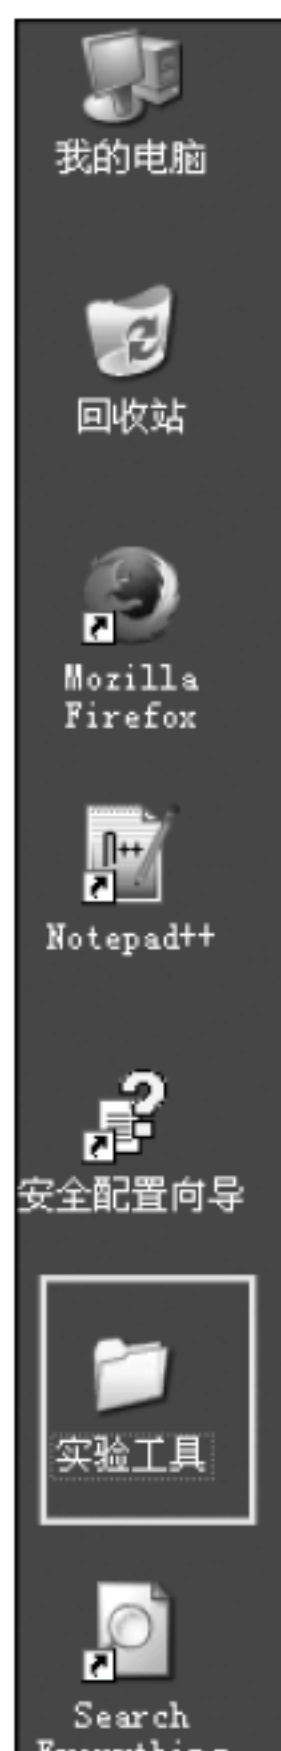 我的电脑
回收站
Mozilla
Firefox
Notepad++
安全配置向导
实验工具
Search
Everything